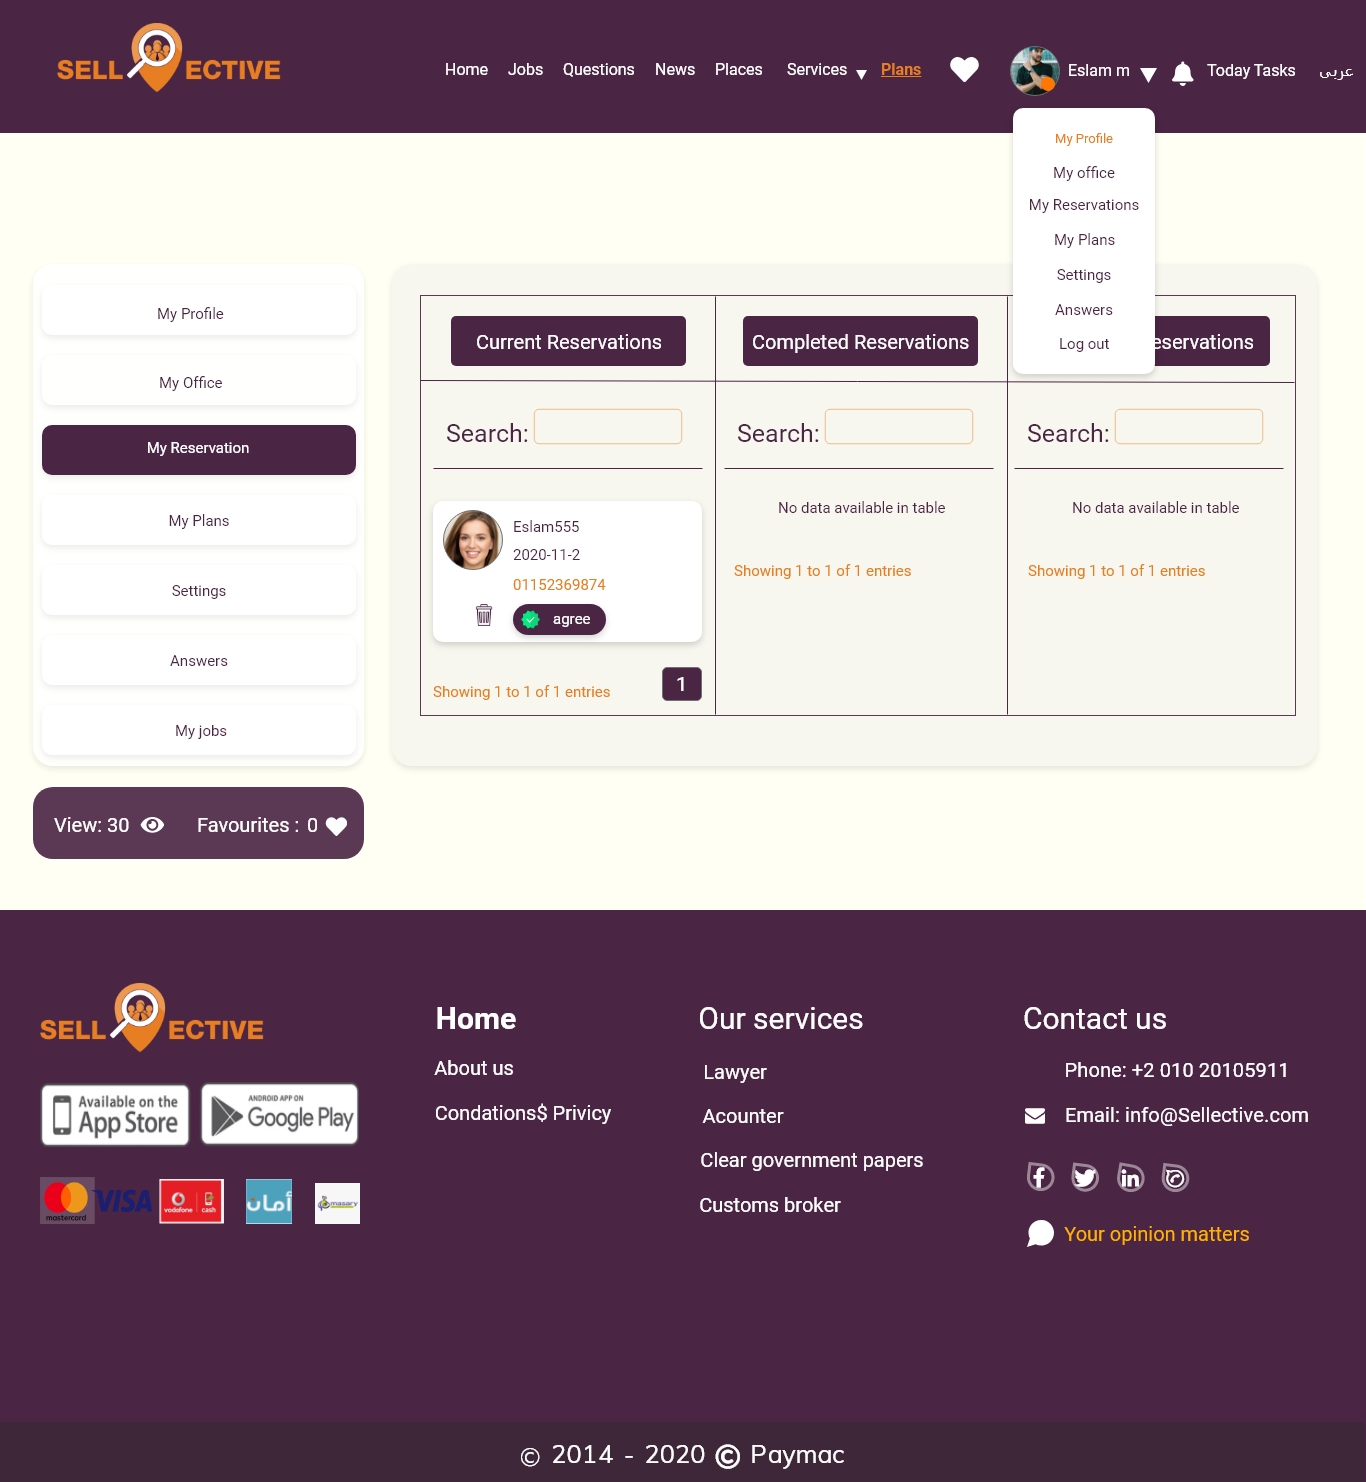 SELL ECTIVE
Home Jobs Questions News Places Services Plans Eslam m Today Tasks عربى
My Profile
My office
My Reservations
My Plans
Settings
Answers
Log out
My Profile
My Office
My Reservation
My Plans
Settings
Answers
My jobs
View: 30 Favourites : 0
Current Reservations Completed Reservations eservations
Search: Search: Search:
Eslam555
2020-11-2
01152369874
agree
Showing 1 to 1 of 1 entries 1
No data available in table
Showing 1 to 1 of 1 entries
No data available in table
Showing 1 to 1 of 1 entries
SELL ECTIVE
Available on the
App Store
ANDROID APP ON
Google Play
mastercard VISA vodafone cash أمان masary
Home
About us
Condations$ Privicy
Our services
Lawyer
Acounter
Clear government papers
Customs broker
Contact us
Phone: +2 010 20105911
Email: info@Sellective.com
Your opinion matters
© 2014 - 2020 © Paymac